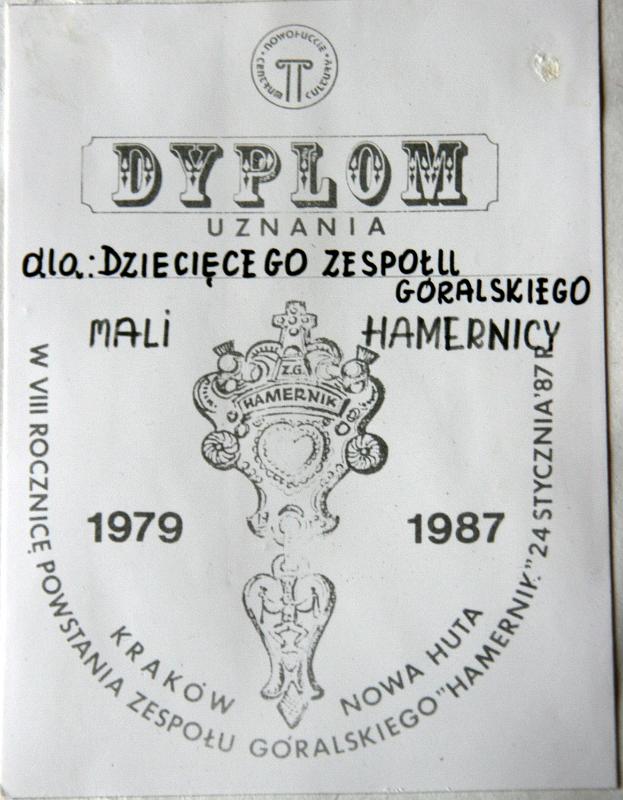 NOWOHUCKIE CENTRUM KULTURY
DYPLOM
UZNANIA
dla: DZIECIĘCEGO ZESPOŁU
GÓRALSKIEGO
MALI HAMERNICY
Z.G.
HAMERNIK
1979 1987
KRAKÓW NOWA HUTA
W VIII ROCZNICĘ POWSTANIA ZESPOŁU GÓRALSKIEGO "HAMERNIK" 24 STYCZNIA '87 R.